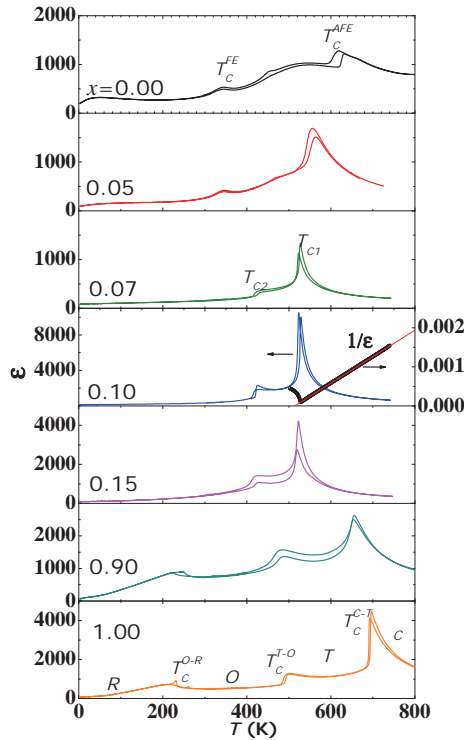 2000
1000
0
x=0.00
T_C^FE
T_C^AFE
1000
0
0.05
1000
0
0.07
T_C2
T_C1
8000
4000
0
0.10
1/ε
0.002
0.001
0.000
ε
4000
2000
0
0.15
2000
1000
0
0.90
4000
2000
0
1.00
R
T_C^O-R
O
T_C^T-O
T
T_C^C-T
C
0 200 400 600 800
T (K)